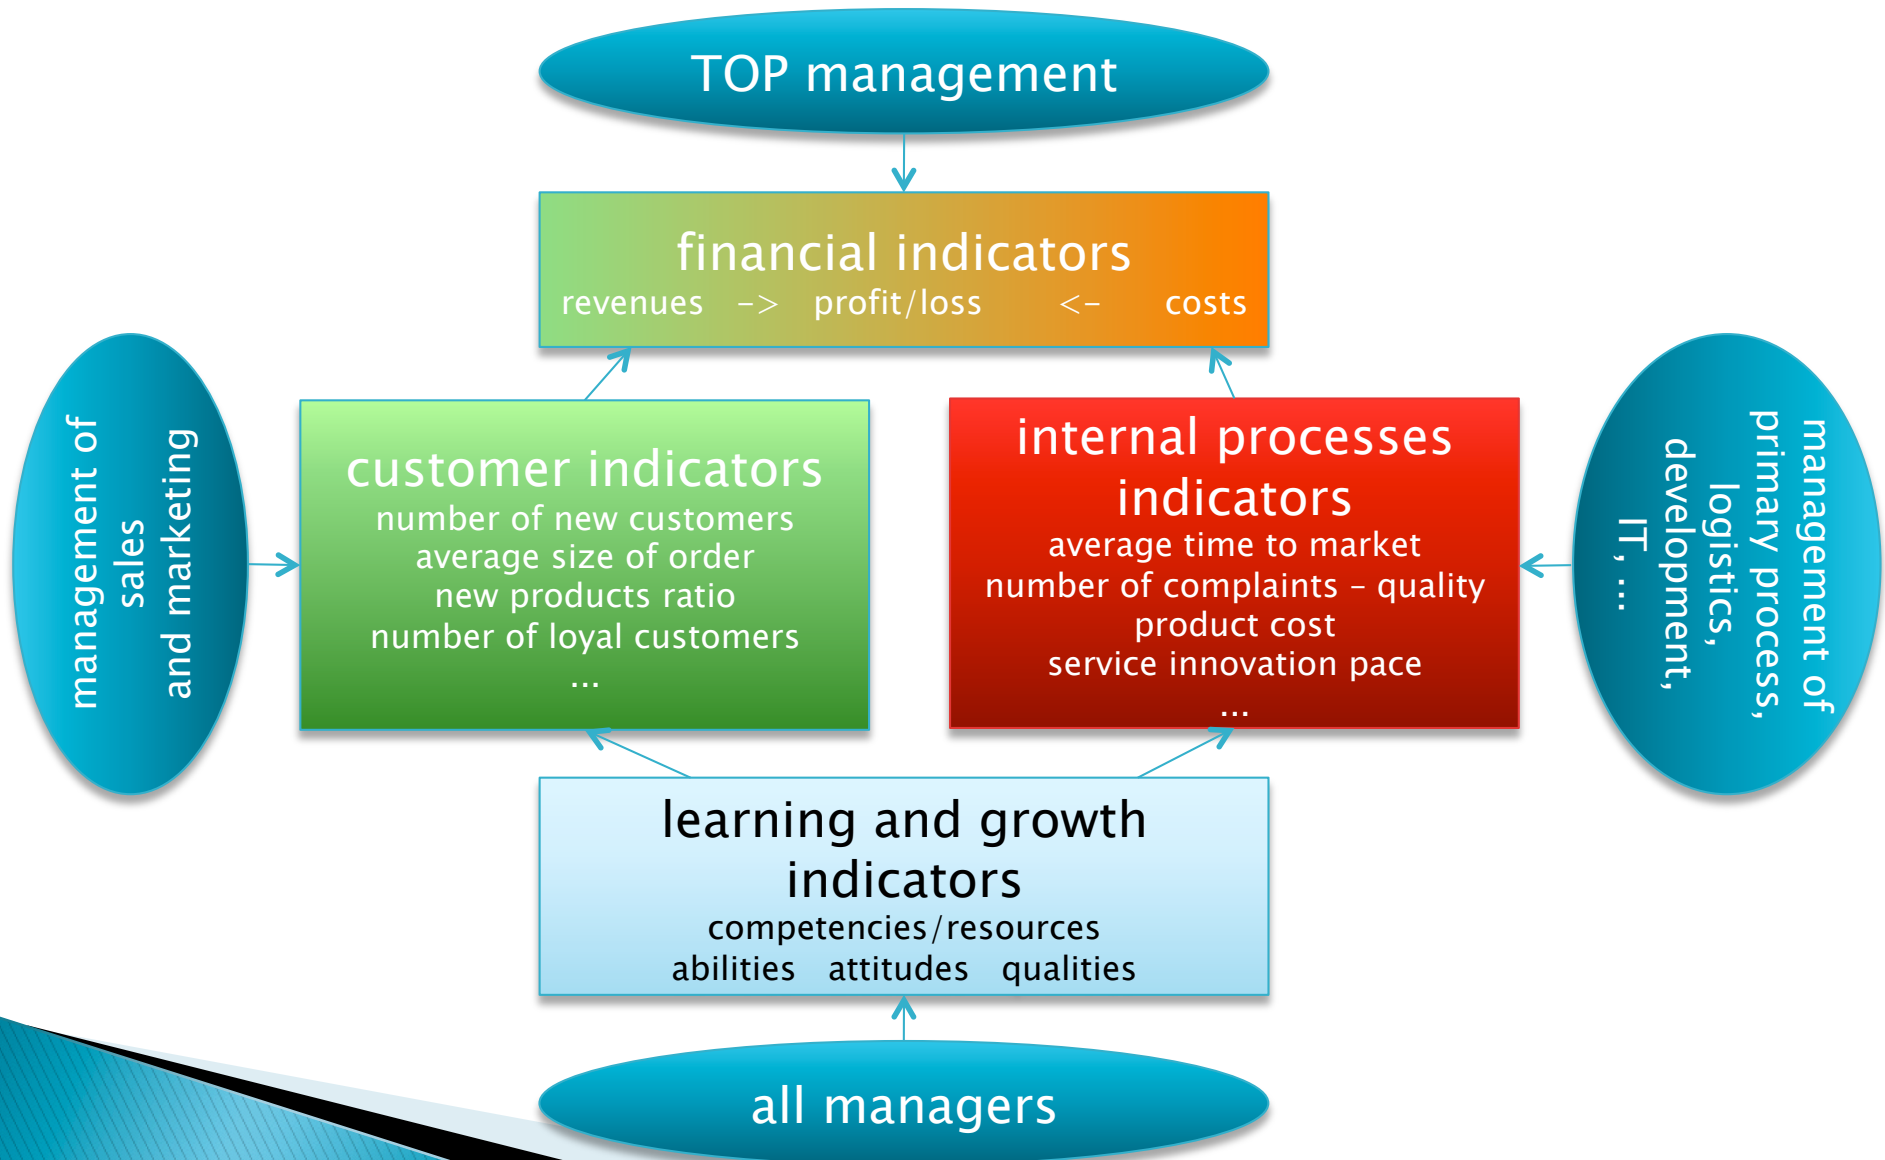 TOP management
financial indicators
revenues -> profit/loss <- costs
management of
sales
and marketing
customer indicators
number of new customers
average size of order
new products ratio
number of loyal customers
...
internal processes
indicators
average time to market
number of complaints – quality
product cost
service innovation pace
...
management of
primary process,
logistics,
development,
IT, ...
learning and growth
indicators
competencies/resources
abilities attitudes qualities
all managers